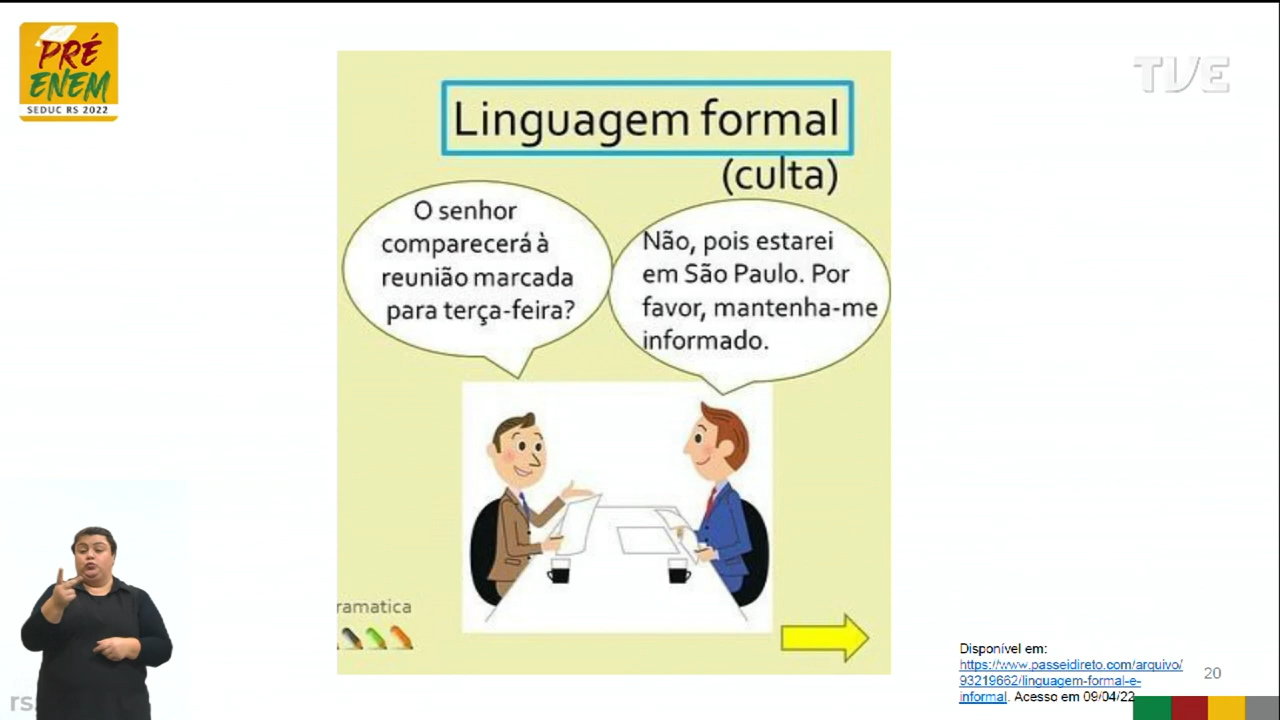 PRÉ
ENEM
SEDUC RS 2022
TVE
Linguagem formal
(culta)
O senhor
comparecerá à
reunião marcada
para terça-feira?
Não, pois estarei
em São Paulo. Por
favor, mantenha-me
informado.
ramatica
Disponível em:
https://www.passeidireto.com/arquivo/
93219662/linguagem-formal-e-
informal. Acesso em 09/04/22
20
rs.